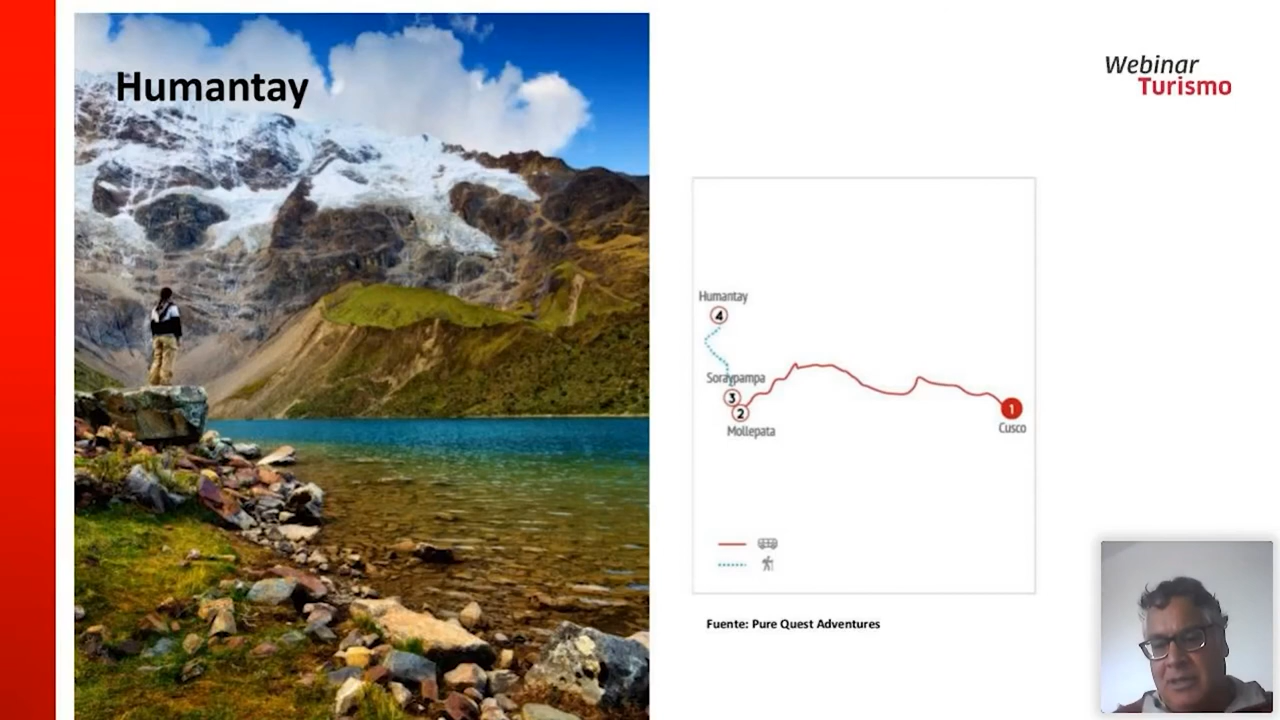 Humantay
Webinar
Turismo
Humantay
4
Soraypampa
3
2
Mollepata
1
Cusco
Fuente: Pure Quest Adventures